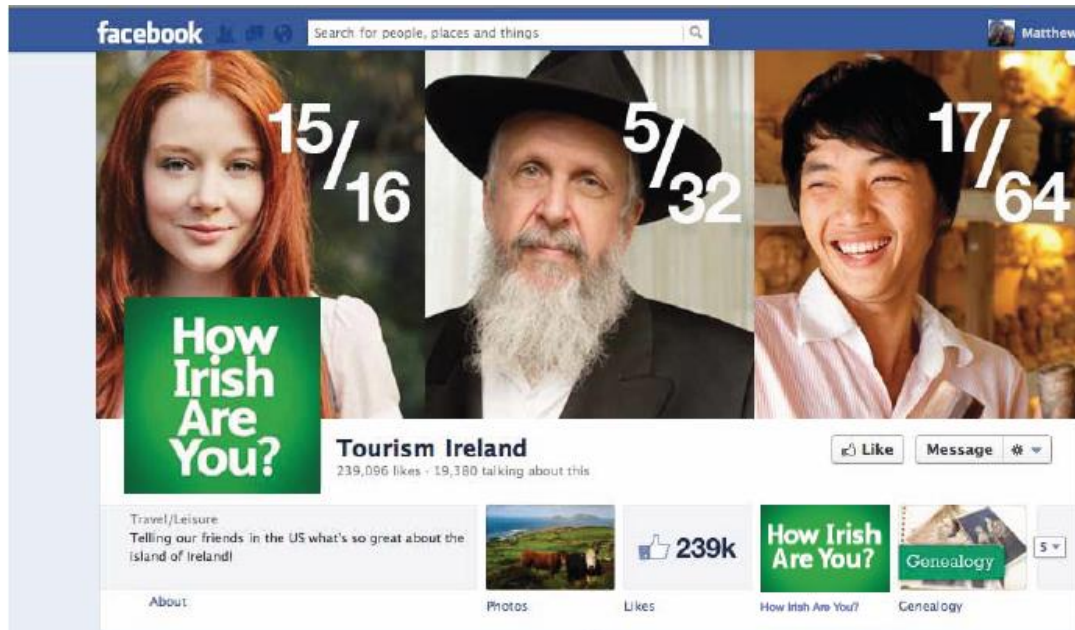 facebook
Search for people, places and things
Matthew
15/16
5/32
17/64
How
Irish
Are
You?
Tourism Ireland
239,096 likes · 19,380 talking about this
Like
Message
Travel/Leisure
Telling our friends in the US what's so great about the
island of Ireland!
About
239k
How Irish
Are You?
Genealogy
5
Photos
Likes
How Irish Are You?
Genealogy